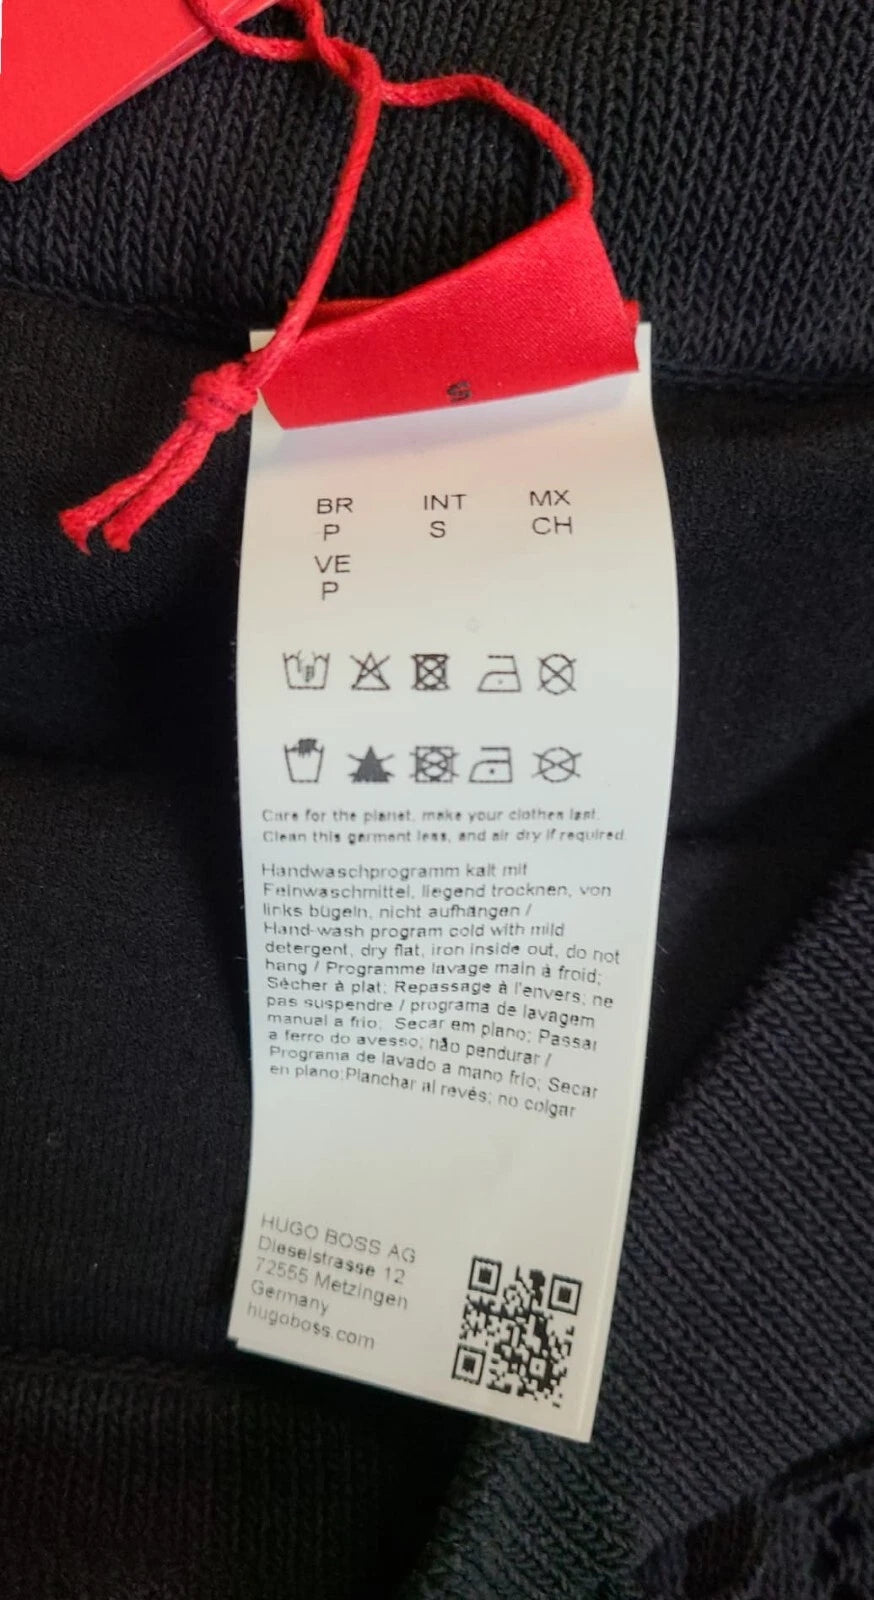 S
BR INT MX
P S CH
VE
P
Care for the planet, make your clothes last.
Clean this garment less, and air dry if required.
Handwaschprogramm kalt mit
Feinwaschmittel, liegend trocknen, von
links bügeln, nicht aufhängen /
Hand-wash program cold with mild
detergent, dry flat, iron inside out, do not
hang / Programme lavage main à froid;
Sécher à plat; Repassage à l'envers; ne
pas suspendre / programa de lavagem
manual a frio; Secar em plano; Passar
a ferro do avesso; não pendurar /
Programa de lavado a mano frio; Secar
en plano;Planchar al revés; no colgar
HUGO BOSS AG
Dieselstrasse 12
72555 Metzingen
Germany
hugoboss.com